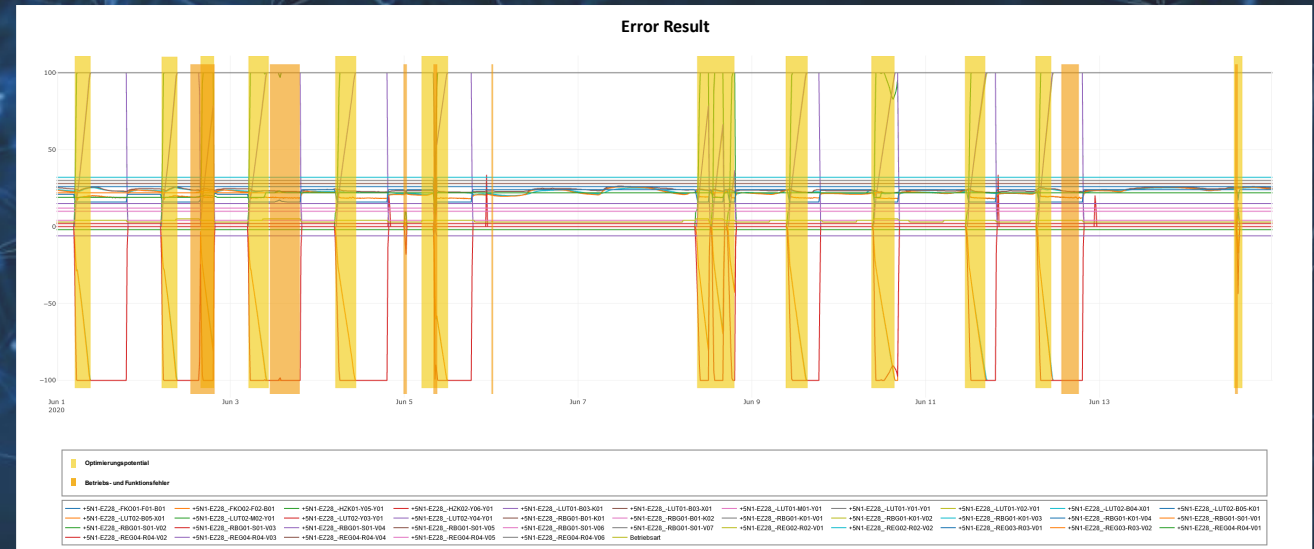 Error Result
100
50
0
−50
−100
Jun 1
2020
Jun 3
Jun 5
Jun 7
Jun 9
Jun 11
Jun 13
Optimierungspotential
Betriebs- und Funktionsfehler
+5N1-EZ28_-FKO01-F01-B01 +5N1-EZ28_-FKO02-F02-B01 +5N1-EZ28_-HZK01-Y05-Y01 +5N1-EZ28_-HZK02-Y06-Y01 +5N1-EZ28_-LUT01-B03-K01 +5N1-EZ28_-LUT01-B03-X01 +5N1-EZ28_-LUT01-M01-Y01 +5N1-EZ28_-LUT01-Y01-Y01 +5N1-EZ28_-LUT01-Y02-Y01 +5N1-EZ28_-LUT02-B04-X01 +5N1-EZ28_-LUT02-B05-K01
+5N1-EZ28_-LUT02-B05-X01 +5N1-EZ28_-LUT02-M02-Y01 +5N1-EZ28_-LUT02-Y03-Y01 +5N1-EZ28_-LUT02-Y04-Y01 +5N1-EZ28_-RBG01-B01-K01 +5N1-EZ28_-RBG01-B01-K02 +5N1-EZ28_-RBG01-K01-V01 +5N1-EZ28_-RBG01-K01-V02 +5N1-EZ28_-RBG01-K01-V03 +5N1-EZ28_-RBG01-K01-V04 +5N1-EZ28_-RBG01-S01-V01
+5N1-EZ28_-RBG01-S01-V02 +5N1-EZ28_-RBG01-S01-V03 +5N1-EZ28_-RBG01-S01-V04 +5N1-EZ28_-RBG01-S01-V05 +5N1-EZ28_-RBG01-S01-V06 +5N1-EZ28_-RBG01-S01-V07 +5N1-EZ28_-REG02-R02-V01 +5N1-EZ28_-REG02-R02-V02 +5N1-EZ28_-REG03-R03-V01 +5N1-EZ28_-REG03-R03-V02 +5N1-EZ28_-REG04-R04-V01
+5N1-EZ28_-REG04-R04-V02 +5N1-EZ28_-REG04-R04-V03 +5N1-EZ28_-REG04-R04-V04 +5N1-EZ28_-REG04-R04-V05 +5N1-EZ28_-REG04-R04-V06 Betriebsart